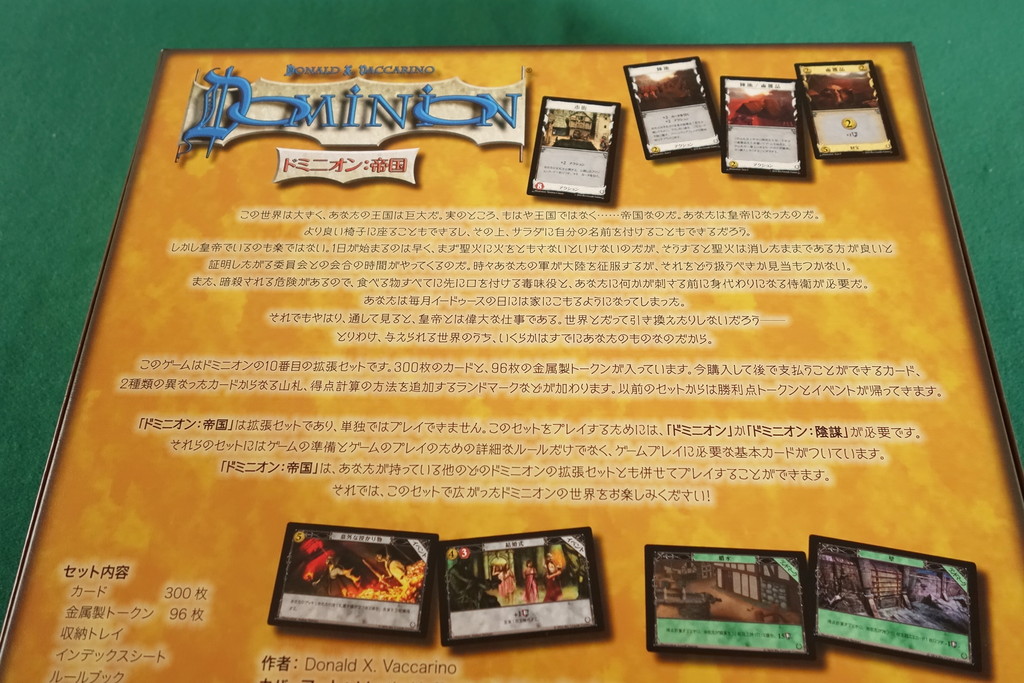 DONALD X. VACCARINO
DOMINION
ドミニオン：帝国
この世界は大きく、あなたの王国は巨大だ。実のところ、もはや王国ではなく……帝国なのだ。あなたは皇帝になったのだ。
より良い椅子に座ることもできるし、その上、サラダに自分の名前を付けることもできるだろう。
しかし皇帝でいるのも楽ではない。1日が始まるのは早く、まず聖火に火をともさないといけないのだが、そうすると聖火は消したままである方が良いと
証明したがる委員会との会合の時間がやってくるのだ。時々あなたの軍が大陸を征服するが、それをどう扱うべきか見当もつかない。
また、暗殺される危険があるので、食べる物すべてに先に口を付ける毒味役と、あなたに何かが刺する前に身代わりになる侍衛が必要だ。
あなたは毎月イードゥースの日には家にこもるようになってしまった。
それでもやはり、通して見ると、皇帝とは偉大な仕事である。世界とだって引き換えたりしないだろう――
とりわけ、与えられる世界のうち、いくらかはすでにあなたのものなのだから。
このゲームはドミニオンの10番目の拡張セットです。300枚のカードと、96枚の金属製トークンが入っています。今購入して後で支払うことができるカード、
2種類の異なったカードからなる山札、得点計算の方法を追加するランドマークなどが加わります。以前のセットからは勝利点トークンとイベントが帰ってきます。
「ドミニオン：帝国」は拡張セットであり、単独ではプレイできません。このセットをプレイするためには、「ドミニオン」か「ドミニオン：陰謀」が必要です。
それらのセットにはゲームの準備とゲームのプレイのための詳細なルールだけでなく、ゲームプレイに必要な基本カードがついています。
「ドミニオン：帝国」は、あなたが持っている他のどのドミニオンの拡張セットとも併せてプレイすることができます。
それでは、このセットで広がったドミニオンの世界をお楽しみください！
意外な授かり物
イベント
結婚式
イベント
セット内容
カード 300 枚
金属製トークン 96 枚
収納トレイ
インデックスシート
ルールブック
作者：Donald X. Vaccarino